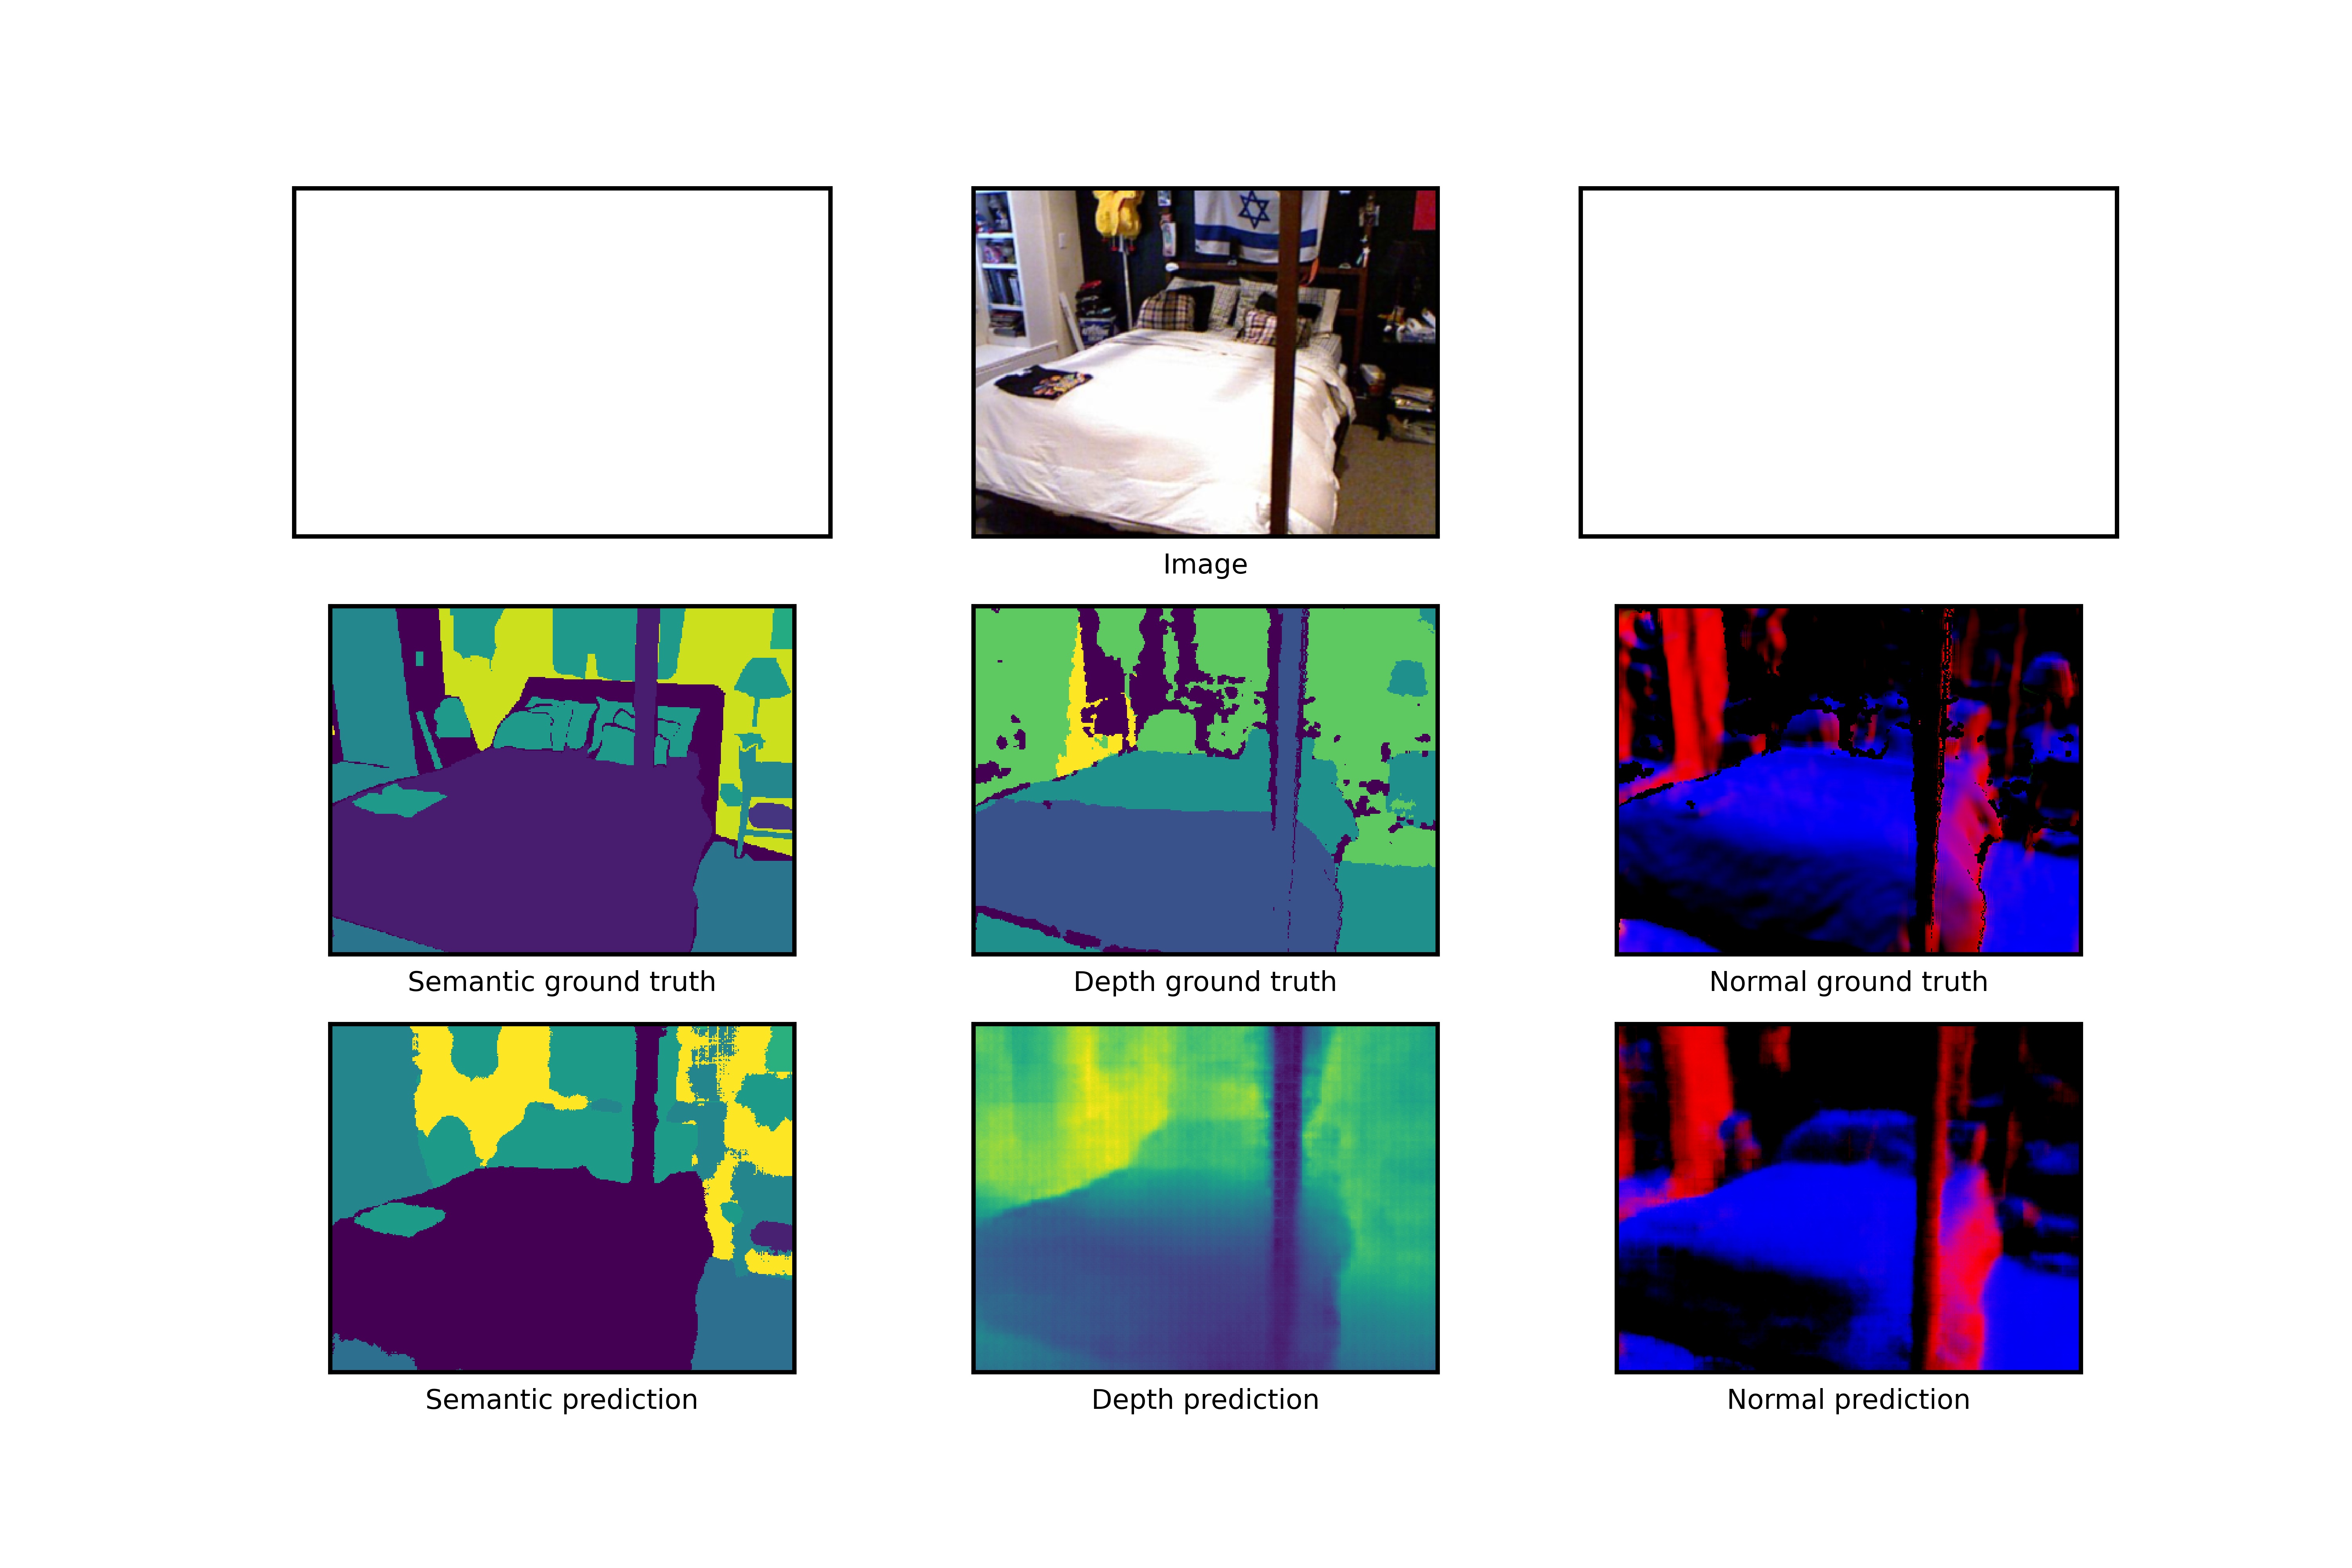 Image
Semantic ground truth
Depth ground truth
Normal ground truth
Semantic prediction
Depth prediction
Normal prediction